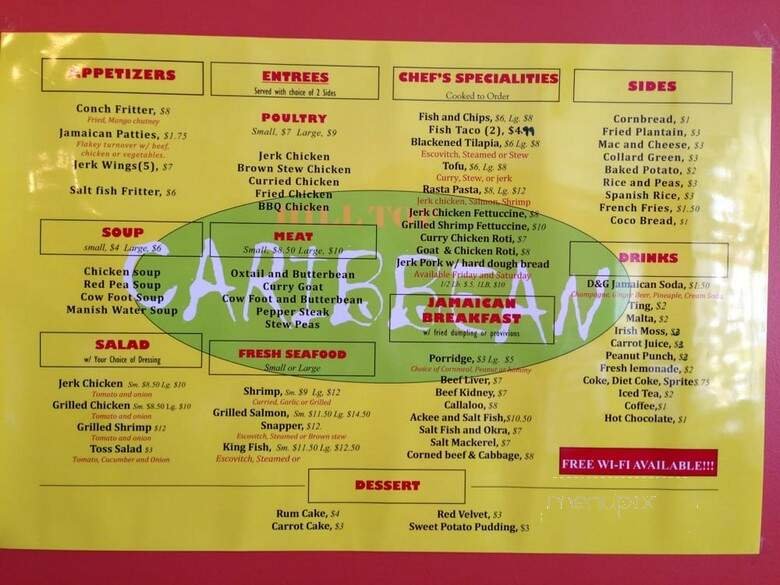 APPETIZERS
Conch Fritter, $8
Fried, Mango chutney
Jamaican Patties, $1.75
Flakey turnover w/ beef,
chicken or vegetables.
Jerk Wings(5), $7
Salt fish Fritter, $6
SOUP
small, $4 Large, $6
Chicken soup
Red Pea Soup
Cow Foot Soup
Manish Water Soup
SALAD
w/ Your Choice of Dressing
Jerk Chicken Sm. $8.50 Lg. $10
Tomato and onion
Grilled Chicken Sm. $8.50 Lg. $10
Tomato and onion
Grilled Shrimp $12
Tomato and onion
Toss Salad $3
Tomato, Cucumber and Onion
ENTREES
Served with choice of 2 Sides
POULTRY
Small, $7 Large, $9
Jerk Chicken
Brown Stew Chicken
Curried Chicken
Fried Chicken
BBQ Chicken
MEAT
Small, $8.50 Large, $10
Oxtail and Butterbean
Curry Goat
Cow Foot and Butterbean
Pepper Steak
Stew Peas
FRESH SEAFOOD
Small or Large
Shrimp, Sm. $9 Lg, $12
Curried, Garlic or Grilled
Grilled Salmon, Sm. $11.50 Lg. $14.50
Snapper, $12.
Escovitch, Steamed or Brown stew
King Fish, Sm. $11.50 Lg. $12.50
Escovitch, Steamed or
CHEF'S SPECIALITIES
Cooked to Order
Fish and Chips, $6, Lg. $8
Fish Taco (2), $4.99
Blackened Tilapia, $6 Lg. $8
Escovitch, Steamed or Stew
Tofu, $6, Lg. $8
Curry, Stew, or jerk
Rasta Pasta, $8, Lg. $12
Jerk chicken, Salmon, Shrimp
Jerk Chicken Fettuccine, $8
Grilled Shrimp Fettuccine, $10
Curry Chicken Roti, $7
Goat & Chicken Roti, $8
Jerk Pork w/ hard dough bread
Available Friday and Saturday
1/2 Lb. $ 5, 1LB, $10
JAMAICAN
BREAKFAST
w/ fried dumpling or provisions
Porridge, $3 Lg. $5
Choice of Cornmeal, Peanut or hominy
Beef Liver, $7
Beef Kidney, $7
Callaloo, $8
Ackee and Salt Fish,$10.50
Salt Fish and Okra, $7
Salt Mackerel, $7
Corned beef & Cabbage, $8
SIDES
Cornbread, $1
Fried Plantain, $3
Mac and Cheese, $3
Collard Green, $3
Baked Potato, $2
Rice and Peas, $3
Spanish Rice, $3
French Fries, $1.50
Coco Bread, $1
DRINKS
D&G Jamaican Soda, $1.50
Champagne, Ginger Beer, Pineapple, Cream Soda
Ting, $2
Malta, $2
Irish Moss,
Carrot Juice,
Peanut Punch,
Fresh lemonade, $2
Coke, Diet Coke, Sprite$.75
Iced Tea, $2
Coffee,$1
Hot Chocolate, $1
FREE WI-FI AVAILABLE!!!
DESSERT
Rum Cake, $4
Carrot Cake, $3
Red Velvet, $3
Sweet Potato Pudding, $3
CARIBBEAN
menupix